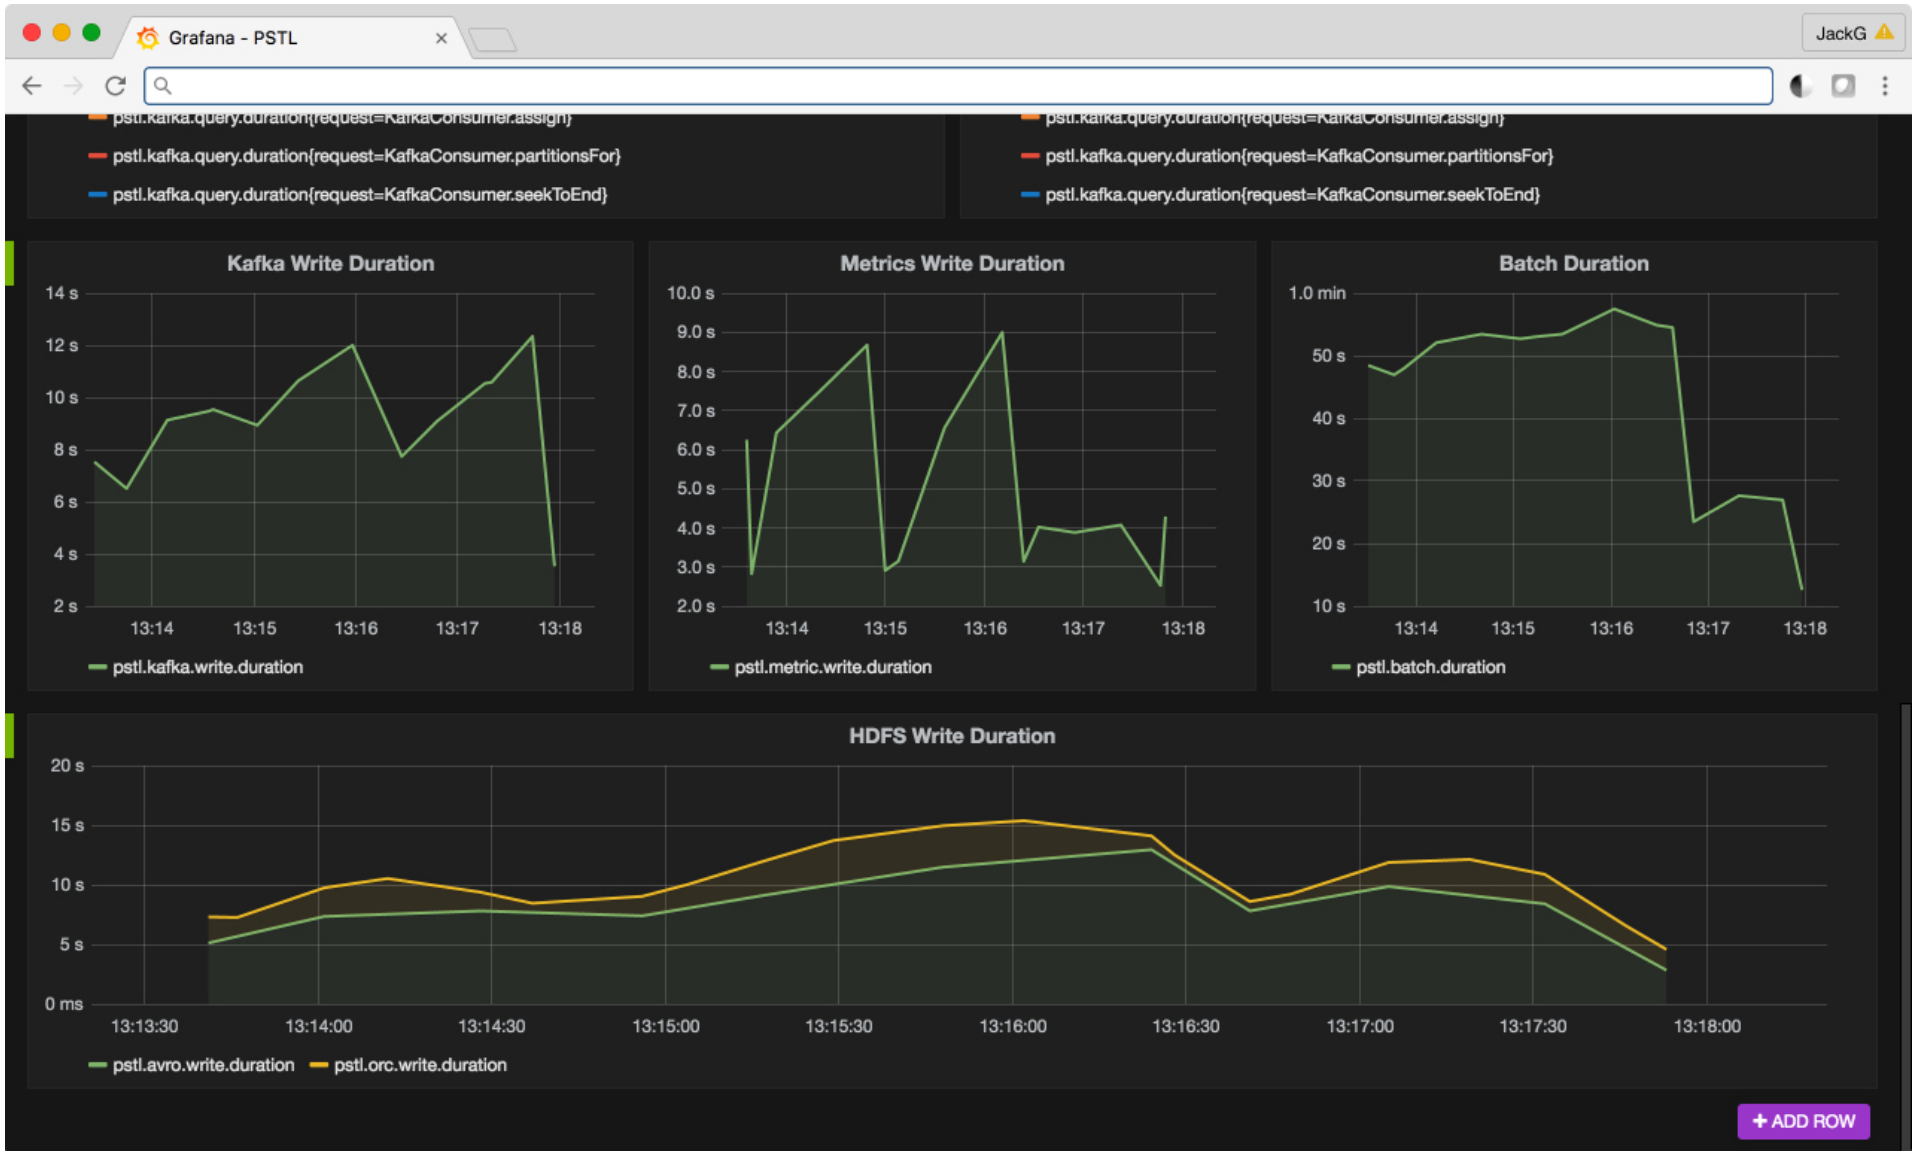 Grafana - PSTL
JackG
pstl.kafka.query.duration{request=KafkaConsumer.assign}
pstl.kafka.query.duration{request=KafkaConsumer.partitionsFor}
pstl.kafka.query.duration{request=KafkaConsumer.seekToEnd}
pstl.kafka.query.duration{request=KafkaConsumer.assign}
pstl.kafka.query.duration{request=KafkaConsumer.partitionsFor}
pstl.kafka.query.duration{request=KafkaConsumer.seekToEnd}
Kafka Write Duration
14 s
12 s
10 s
8 s
6 s
4 s
2 s
13:14 13:15 13:16 13:17 13:18
pstl.kafka.write.duration
Metrics Write Duration
10.0 s
9.0 s
8.0 s
7.0 s
6.0 s
5.0 s
4.0 s
3.0 s
2.0 s
13:14 13:15 13:16 13:17 13:18
pstl.metric.write.duration
Batch Duration
1.0 min
50 s
40 s
30 s
20 s
10 s
13:14 13:15 13:16 13:17 13:18
pstl.batch.duration
HDFS Write Duration
20 s
15 s
10 s
5 s
0 ms
13:13:30 13:14:00 13:14:30 13:15:00 13:15:30 13:16:00 13:16:30 13:17:00 13:17:30 13:18:00
pstl.avro.write.duration pstl.orc.write.duration
+ ADD ROW